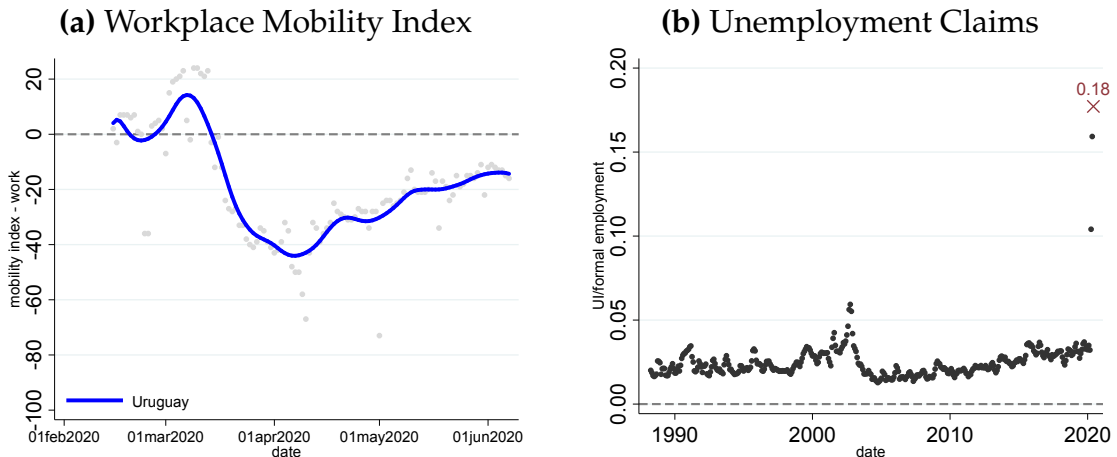 (a) Workplace Mobility Index
mobility index - work
20
0
-20
-40
-60
-80
-100
Uruguay
01feb2020 01mar2020 01apr2020 01may2020 01jun2020
date
(b) Unemployment Claims
UI/formal employment
0.20
0.15
0.10
0.05
0.00
0.18
1990 2000 2010 2020
date